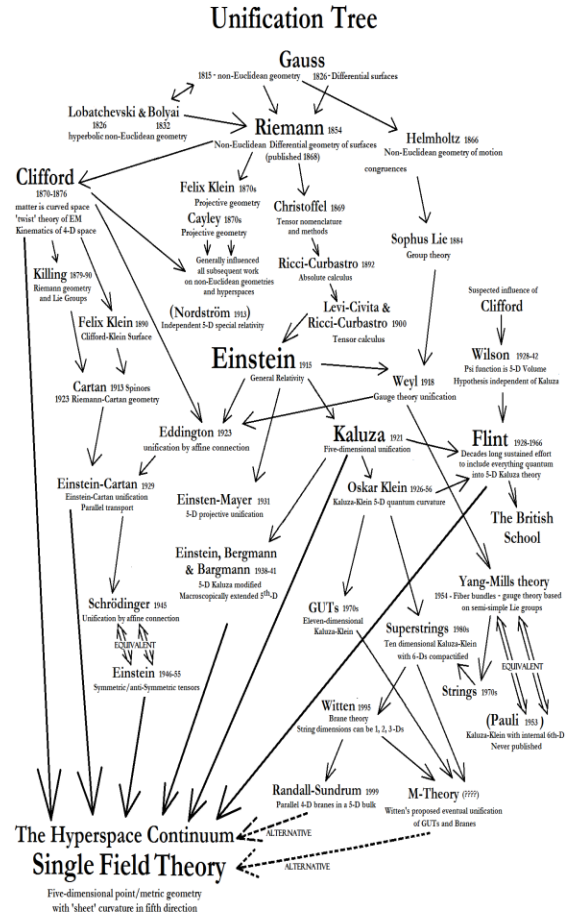 Unification Tree
Gauss
1815 - non-Euclidean geometry 1826 - Differential surfaces
Lobatchevski & Bolyai
1826 1832
hyperbolic non-Euclidean geometry
Riemann 1854
Non-Euclidean Differential geometry of surfaces
(published 1868)
Helmholtz 1866
Non-Euclidean geometry of motion
congruences
Clifford
1870-1876
matter is curved space
'twist' theory of EM
Kinematics of 4-D space
Felix Klein 1870s
Projective geometry
Cayley 1870s
Projective geometry
Generally influenced
all subsequent work
on non-Euclidean geometries
and hyperspaces
Christoffel 1869
Tensor nomenclature
and methods
Sophus Lie 1884
Group theory
Ricci-Curbastro 1892
Absolute calculus
Killing 1879-90
Riemann geometry
and Lie Groups
(Nordström 1913)
Independent 5-D special relativity
Levi-Civita &
Ricci-Curbastro 1900
Tensor calculus
Suspected influence of
Clifford
Felix Klein 1890
Clifford-Klein Surface
Einstein 1915
General Relativity
Wilson 1928-42
Psi function is 5-D Volume
Hypothesis independent of Kaluza
Weyl 1918
Gauge theory unification
Cartan 1913 Spinors
1923 Riemann-Cartan geometry
Eddington 1923
unification by affine connection
Kaluza 1921
Five-dimensional unification
Flint 1928-1966
Decades long sustained effort
to include everything quantum
into 5-D Kaluza theory
Einstein-Cartan 1929
Einstein-Cartan unification
Parallel transport
Einsten-Mayer 1931
5-D projective unification
Oskar Klein 1926-56
Kaluza-Klein 5-D quantum curvature
The British
School
Einstein, Bergmann
& Bargmann 1938-41
5-D Kaluza modified
Macroscopically extended 5th-D
Yang-Mills theory
1954 - Fiber bundles - gauge theory based
on semi-simple Lie groups
Schrödinger 1945
Unification by affine connection
GUTs 1970s
Eleven-dimensional
Kaluza-Klein
Superstrings 1980s
Ten dimensional Kaluza-Klein
with 6-Ds compactified
EQUIVALENT
EQUIVALENT
Einstein 1946-55
Symmetric/anti-Symmetric tensors
Strings 1970s
Witten 1995
Brane theory
String dimensions can be 1, 2, 3 -Ds
(Pauli 1953 )
Kaluza-Klein with internal 6th-D
Never published
Randall-Sundrum 1999
Parallel 4-D branes in a 5-D bulk
M-Theory (????)
Witten's proposed eventual unification
of GUTs and Branes
The Hyperspace Continuum
ALTERNATIVE
Single Field Theory
ALTERNATIVE
Five-dimensional point/metric geometry
with 'sheet' curvature in fifth direction